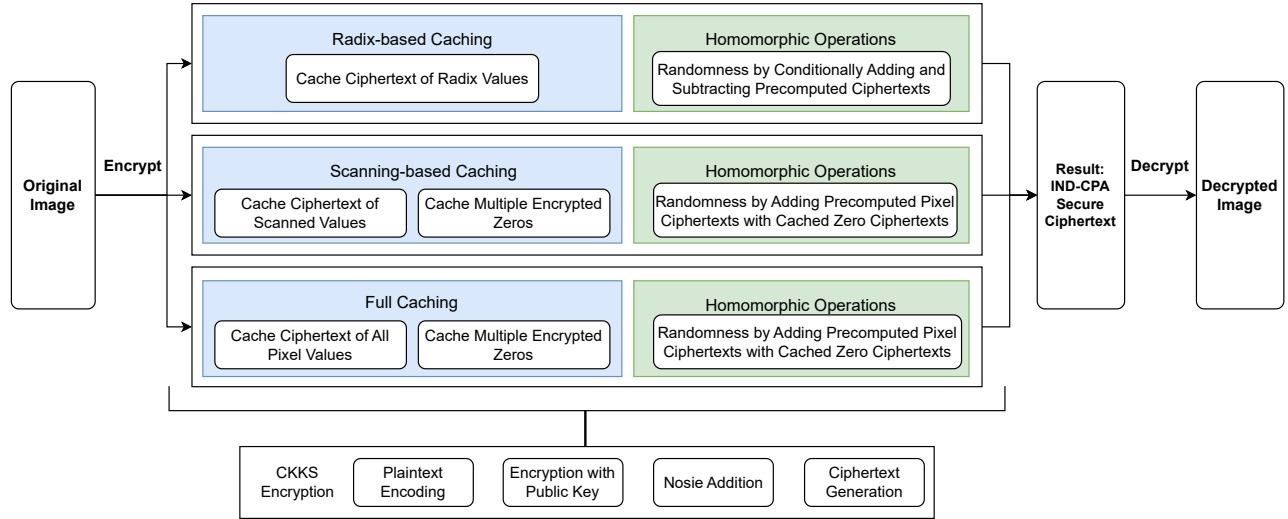 Original
Image
Encrypt
Radix-based Caching
Cache Ciphertext of Radix Values
Homomorphic Operations
Randomness by Conditionally Adding and
Subtracting Precomputed Ciphertexts
Scanning-based Caching
Cache Ciphertext of
Scanned Values
Cache Multiple Encrypted
Zeros
Homomorphic Operations
Randomness by Adding Precomputed Pixel
Ciphertexts with Cached Zero Ciphertexts
Full Caching
Cache Ciphertext of All
Pixel Values
Cache Multiple Encrypted
Zeros
Homomorphic Operations
Randomness by Adding Precomputed Pixel
Ciphertexts with Cached Zero Ciphertexts
Result:
IND-CPA
Secure
Ciphertext
Decrypt
Decrypted
Image
CKKS
Encryption
Plaintext
Encoding
Encryption with
Public Key
Nosie Addition
Ciphertext
Generation